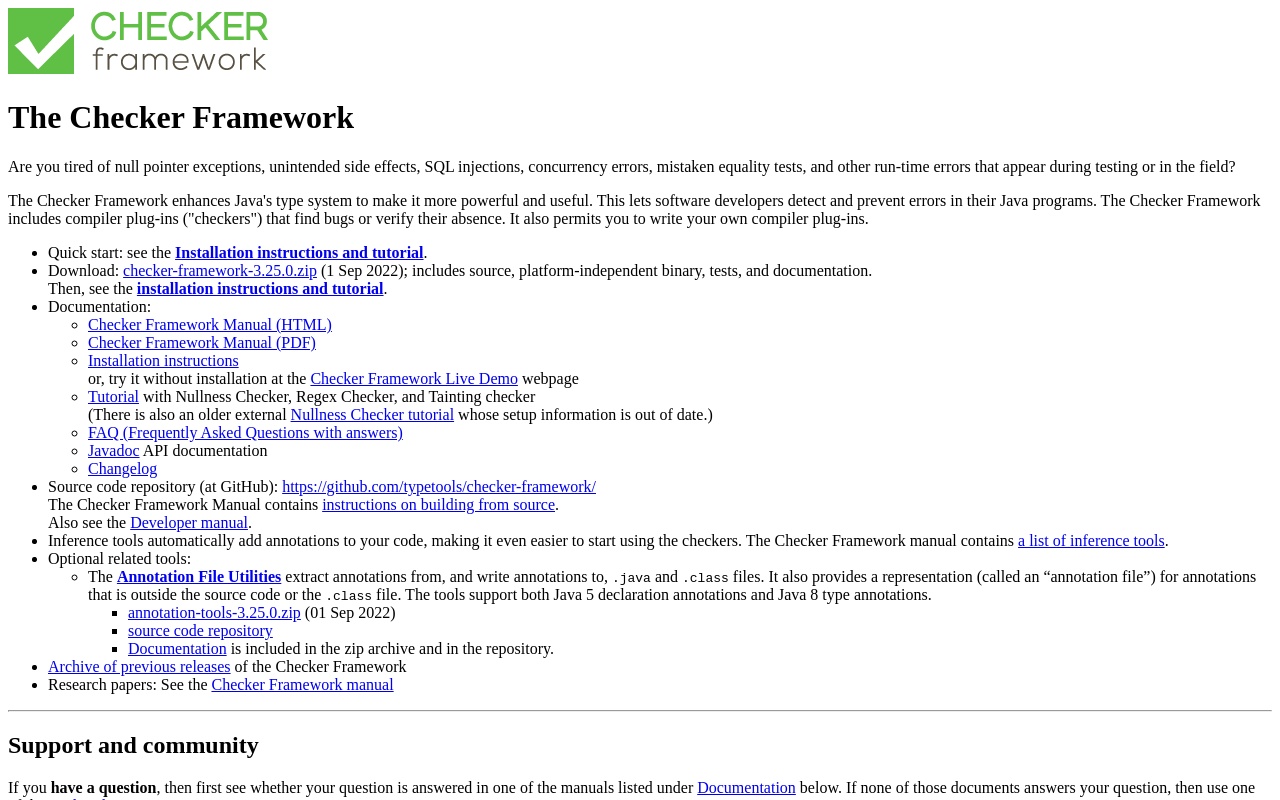 CHECKER
framework
The Checker Framework
Are you tired of null pointer exceptions, unintended side effects, SQL injections, concurrency errors, mistaken equality tests, and other run-time errors that appear during testing or in the field?
The Checker Framework enhances Java's type system to make it more powerful and useful. This lets software developers detect and prevent errors in their Java programs. The Checker Framework
includes compiler plug-ins ("checkers") that find bugs or verify their absence. It also permits you to write your own compiler plug-ins.
Quick start: see the Installation instructions and tutorial.
Download: checker-framework-3.25.0.zip (1 Sep 2022); includes source, platform-independent binary, tests, and documentation.
Then, see the installation instructions and tutorial.
Documentation:
Checker Framework Manual (HTML)
Checker Framework Manual (PDF)
Installation instructions
or, try it without installation at the Checker Framework Live Demo webpage
Tutorial with Nullness Checker, Regex Checker, and Tainting checker
(There is also an older external Nullness Checker tutorial whose setup information is out of date.)
FAQ (Frequently Asked Questions with answers)
Javadoc API documentation
Changelog
Source code repository (at GitHub): https://github.com/typetools/checker-framework/
The Checker Framework Manual contains instructions on building from source.
Also see the Developer manual.
Inference tools automatically add annotations to your code, making it even easier to start using the checkers. The Checker Framework manual contains a list of inference tools.
Optional related tools:
The Annotation File Utilities extract annotations from, and write annotations to, .java and .class files. It also provides a representation (called an “annotation file”) for annotations
that is outside the source code or the .class file. The tools support both Java 5 declaration annotations and Java 8 type annotations.
annotation-tools-3.25.0.zip (01 Sep 2022)
source code repository
Documentation is included in the zip archive and in the repository.
Archive of previous releases of the Checker Framework
Research papers: See the Checker Framework manual
Support and community
If you have a question, then first see whether your question is answered in one of the manuals listed under Documentation below. If none of those documents answers your question, then use one